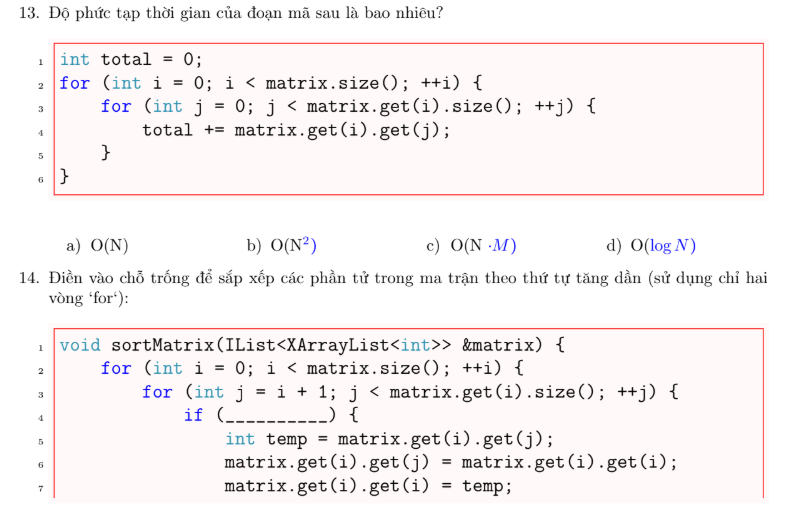 13. Độ phức tạp thời gian của đoạn mã sau là bao nhiêu?
1 int total = 0;
2 for (int i = 0; i < matrix.size(); ++i) {
3     for (int j = 0; j < matrix.get(i).size(); ++j) {
4         total += matrix.get(i).get(j);
5     }
6 }
a) O(N) b) O(N²) c) O(N ·M) d) O(log N)
14. Điền vào chỗ trống để sắp xếp các phần tử trong ma trận theo thứ tự tăng dần (sử dụng chỉ hai
vòng ‘for‘):
1 void sortMatrix(IList<XArrayList<int>> &matrix) {
2     for (int i = 0; i < matrix.size(); ++i) {
3         for (int j = i + 1; j < matrix.get(i).size(); ++j) {
4             if (__________) {
5                 int temp = matrix.get(i).get(j);
6                 matrix.get(i).get(j) = matrix.get(i).get(i);
7                 matrix.get(i).get(i) = temp;